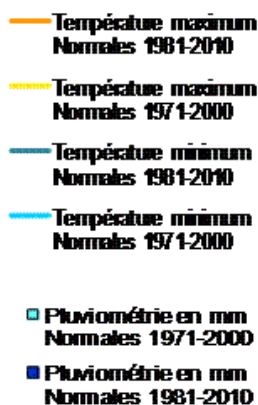 Température maximum
Normales 1981-2010
Température maximum
Normales 1971-2000
Température minimum
Normales 1981-2010
Température minimum
Normales 1971-2000
Pluviométrie en mm
Normales 1971-2000
Pluviométrie en mm
Normales 1981-2010